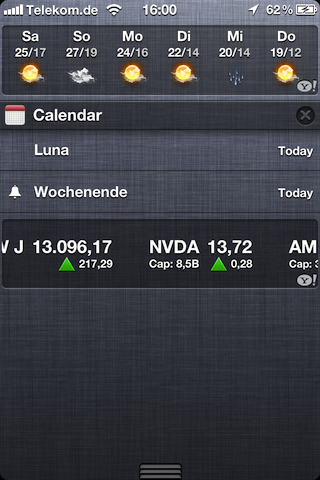 Telekom.de 16:00 62%
Sa So Mo Di Mi Do
25/17 27/19 24/16 22/14 20/14 19/12
Y!
Calendar
Luna Today
Wochenende Today
W J 13.096,17 NVDA 13,72 AM
217,29 Cap: 8,5B 0,28 Cap: 3
Y!